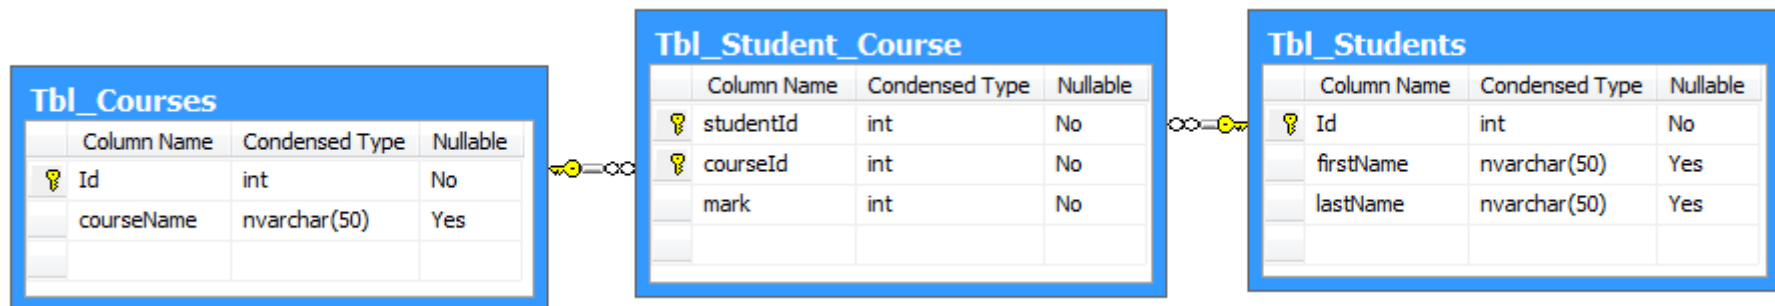 Tbl_Courses
Column Name Condensed Type Nullable
Id int No
courseName nvarchar(50) Yes
Tbl_Student_Course
Column Name Condensed Type Nullable
studentId int No
courseId int No
mark int No
Tbl_Students
Column Name Condensed Type Nullable
Id int No
firstName nvarchar(50) Yes
lastName nvarchar(50) Yes